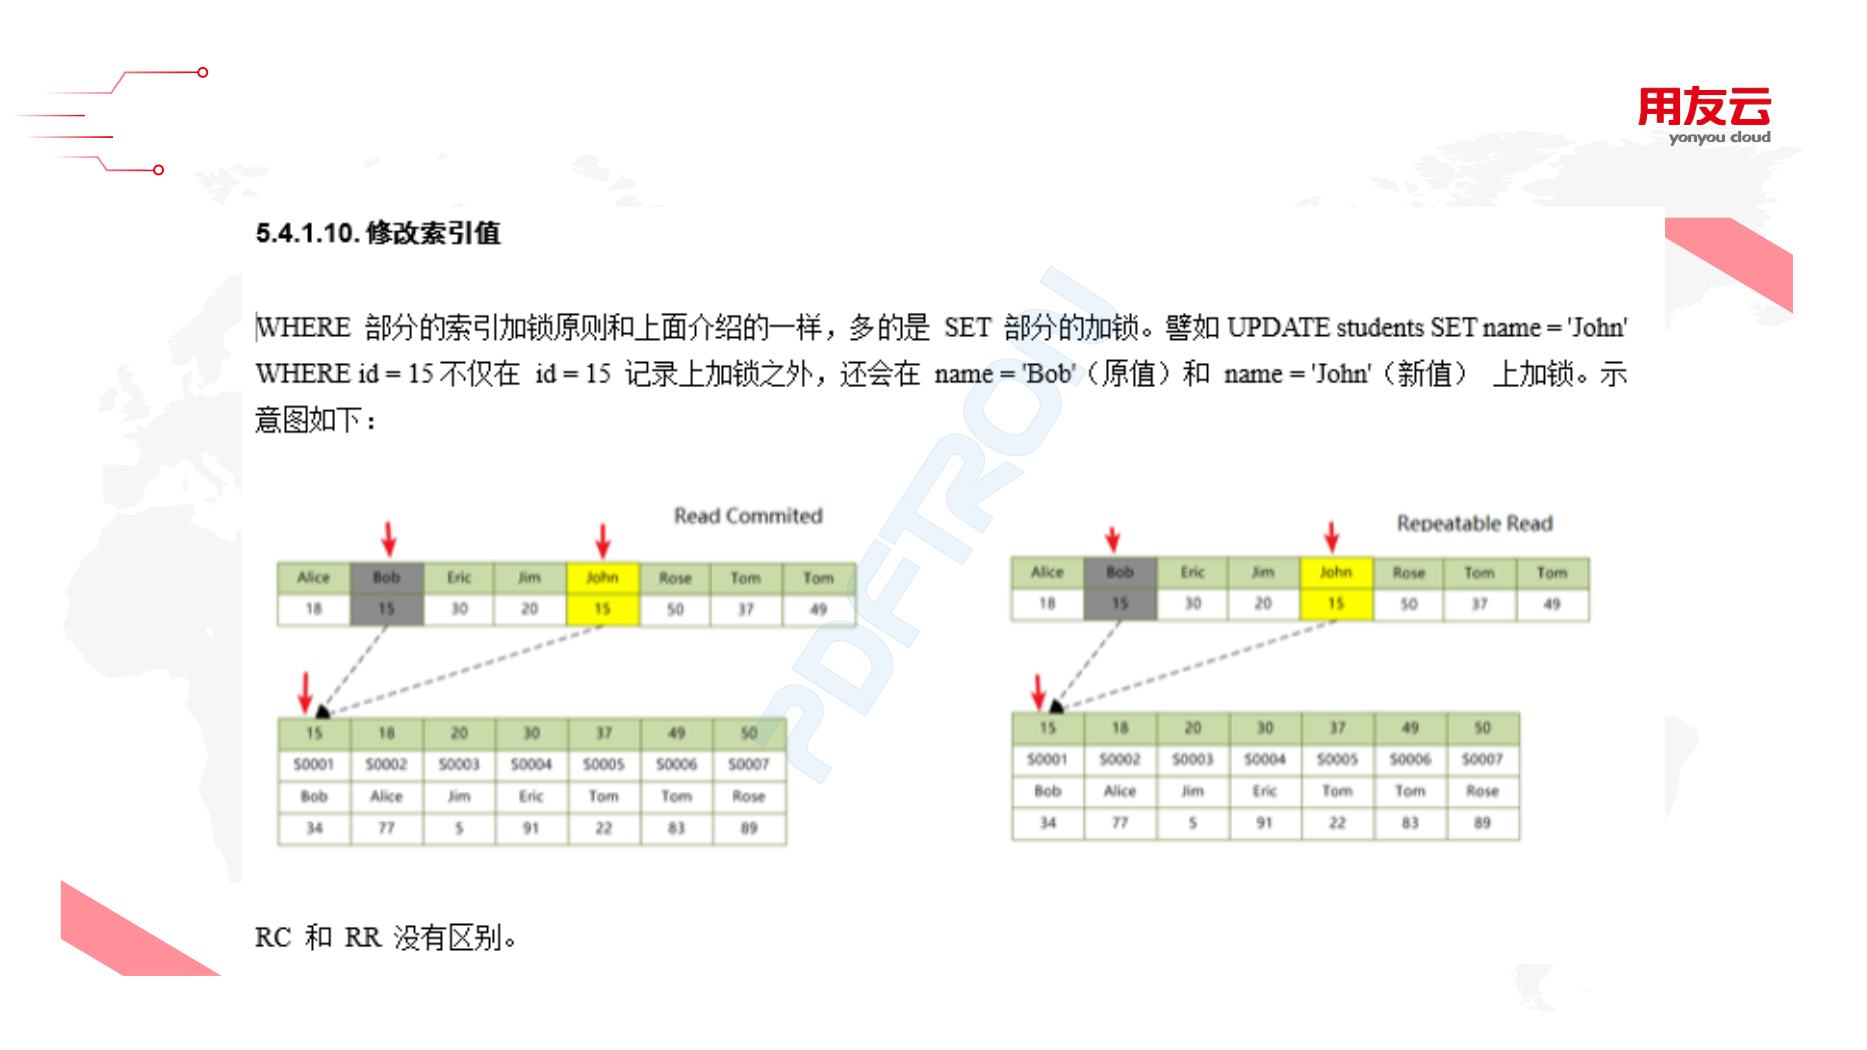 用友云
yonyou cloud
5.4.1.10. 修改索引值
WHERE 部分的索引加锁原则和上面介绍的一样，多的是 SET 部分的加锁。譬如 UPDATE students SET name = 'John'
WHERE id = 15 不仅在 id = 15 记录上加锁之外，还会在 name = 'Bob'（原值）和 name = 'John'（新值） 上加锁。示
意图如下：
Read Commited
Alice Bob Eric Jim John Rose Tom Tom
18 15 30 20 15 50 37 49
15 18 20 30 37 49 50
S0001 S0002 S0003 S0004 S0005 S0006 S0007
Bob Alice Jim Eric Tom Tom Rose
34 77 5 91 22 83 89
Repeatable Read
Alice Bob Eric Jim John Rose Tom Tom
18 15 30 20 15 50 37 49
15 18 20 30 37 49 50
S0001 S0002 S0003 S0004 S0005 S0006 S0007
Bob Alice Jim Eric Tom Tom Rose
34 77 5 91 22 83 89
PDFTRON
RC 和 RR 没有区别。